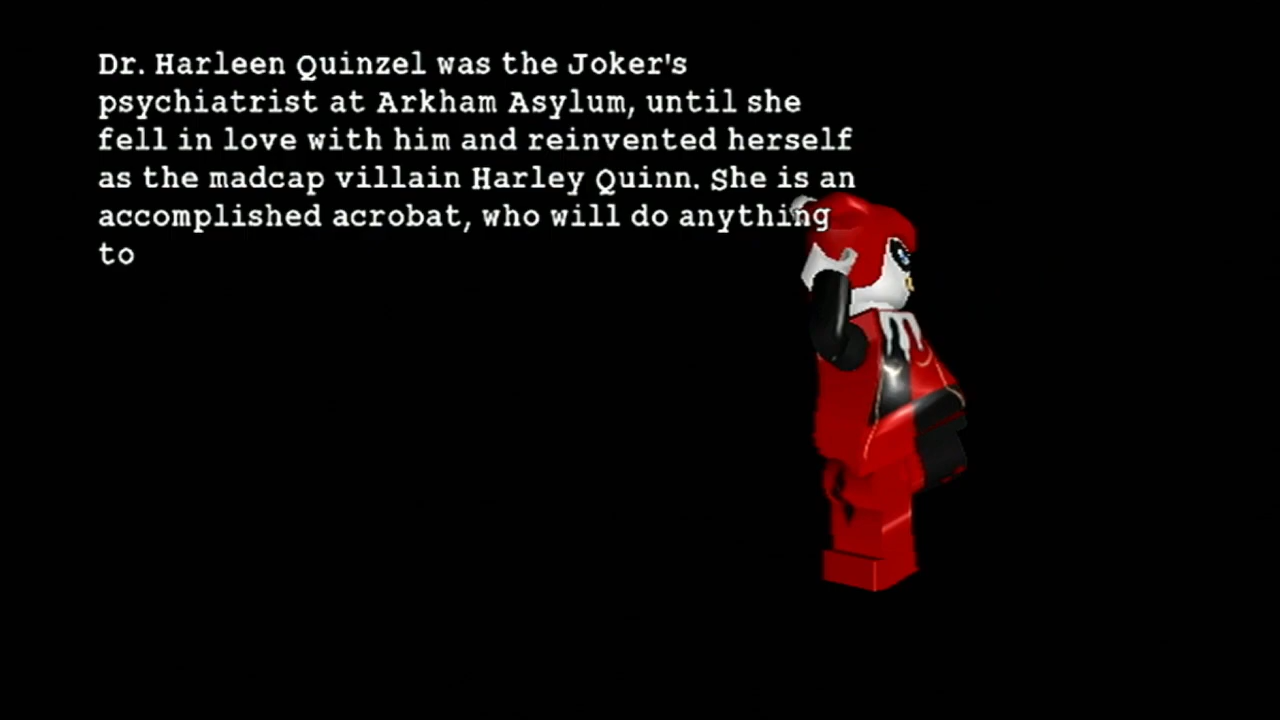 Dr. Harleen Quinzel was the Joker's
psychiatrist at Arkham Asylum, until she
fell in love with him and reinvented herself
as the madcap villain Harley Quinn. She is an
accomplished acrobat, who will do anything
to